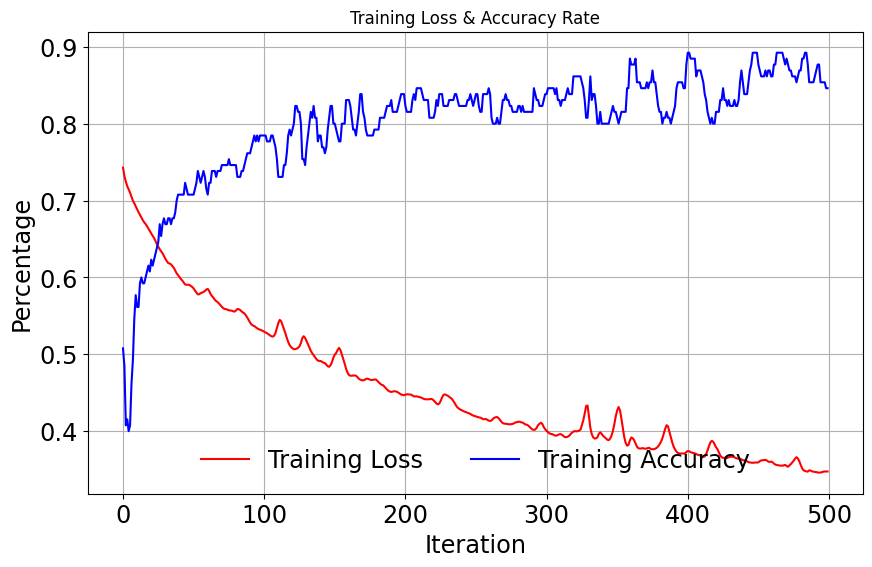 Training Loss & Accuracy Rate
0.9
0.8
0.7
0.6
0.5
0.4
Percentage
Training Loss
Training Accuracy
0
100
200
300
400
500
Iteration